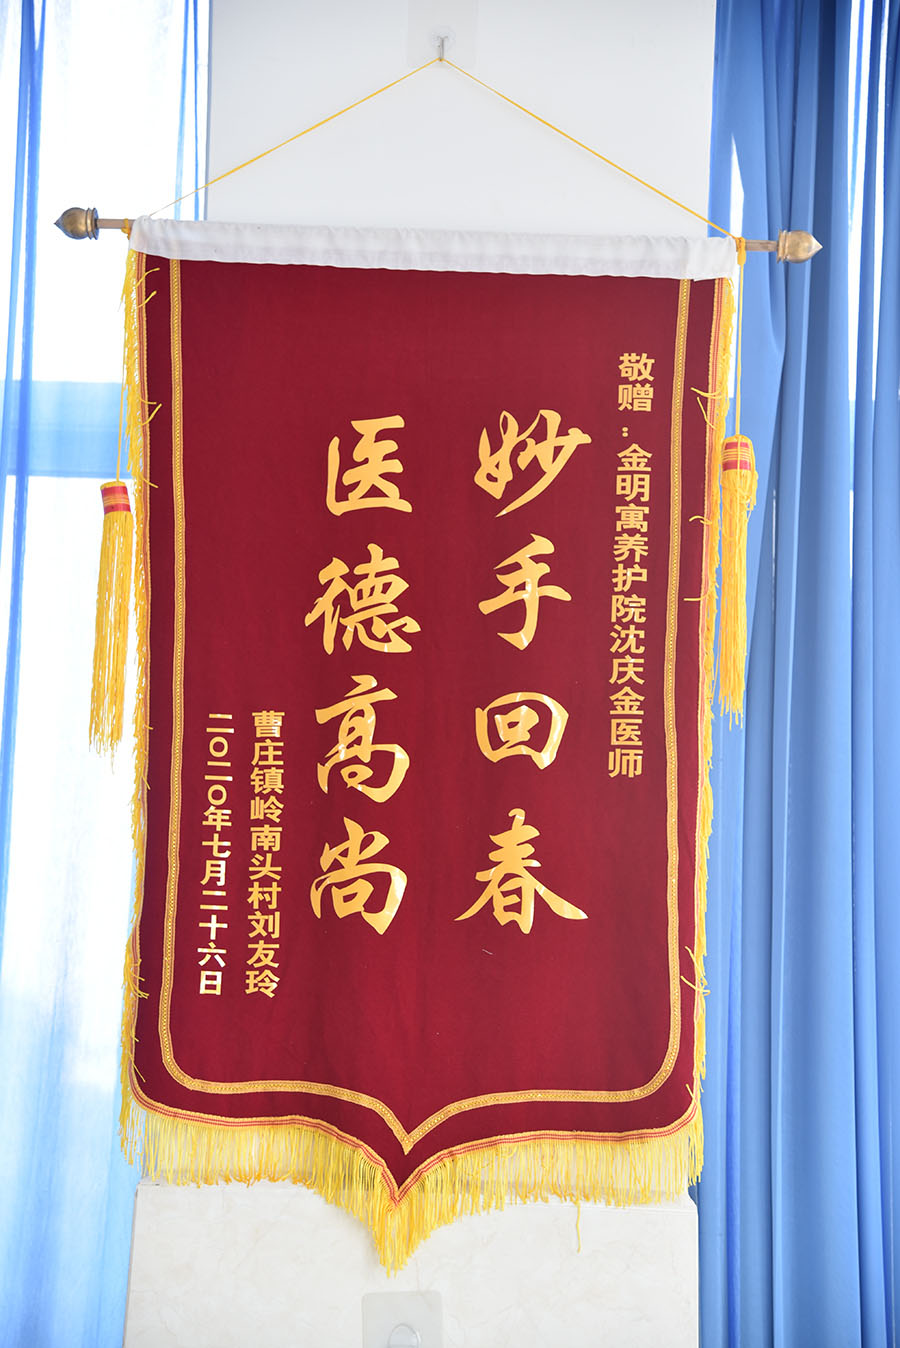 敬赠：金明寓养护院沈庆金医师
妙手回春
医德高尚
曹庄镇岭南头村刘友玲
二〇二〇年七月二十六日